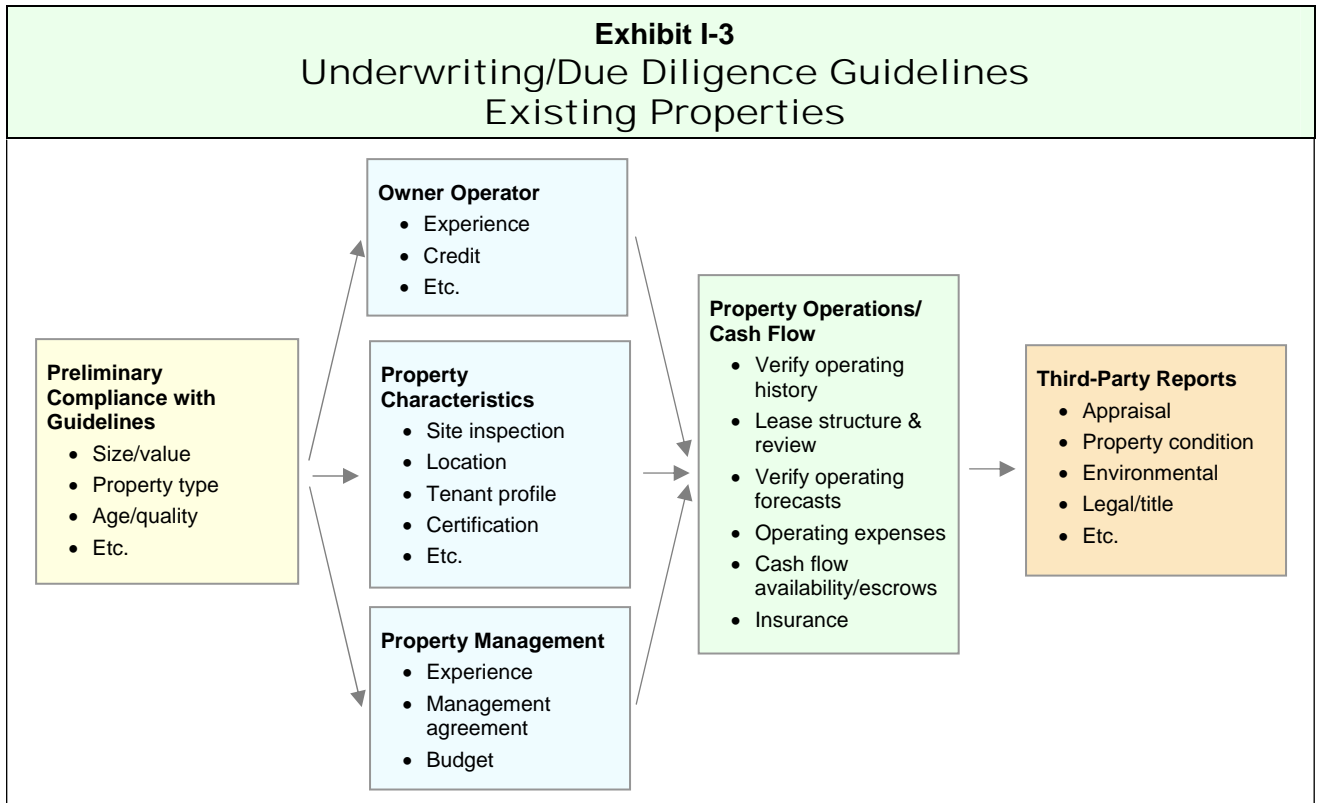 Exhibit I-3
Underwriting/Due Diligence Guidelines
Existing Properties
Preliminary
Compliance with
Guidelines
• Size/value
• Property type
• Age/quality
• Etc.
Owner Operator
• Experience
• Credit
• Etc.
Property
Characteristics
• Site inspection
• Location
• Tenant profile
• Certification
• Etc.
Property Management
• Experience
• Management
agreement
• Budget
Property Operations/
Cash Flow
• Verify operating
history
• Lease structure &
review
• Verify operating
forecasts
• Operating expenses
• Cash flow
availability/escrows
• Insurance
Third-Party Reports
• Appraisal
• Property condition
• Environmental
• Legal/title
• Etc.